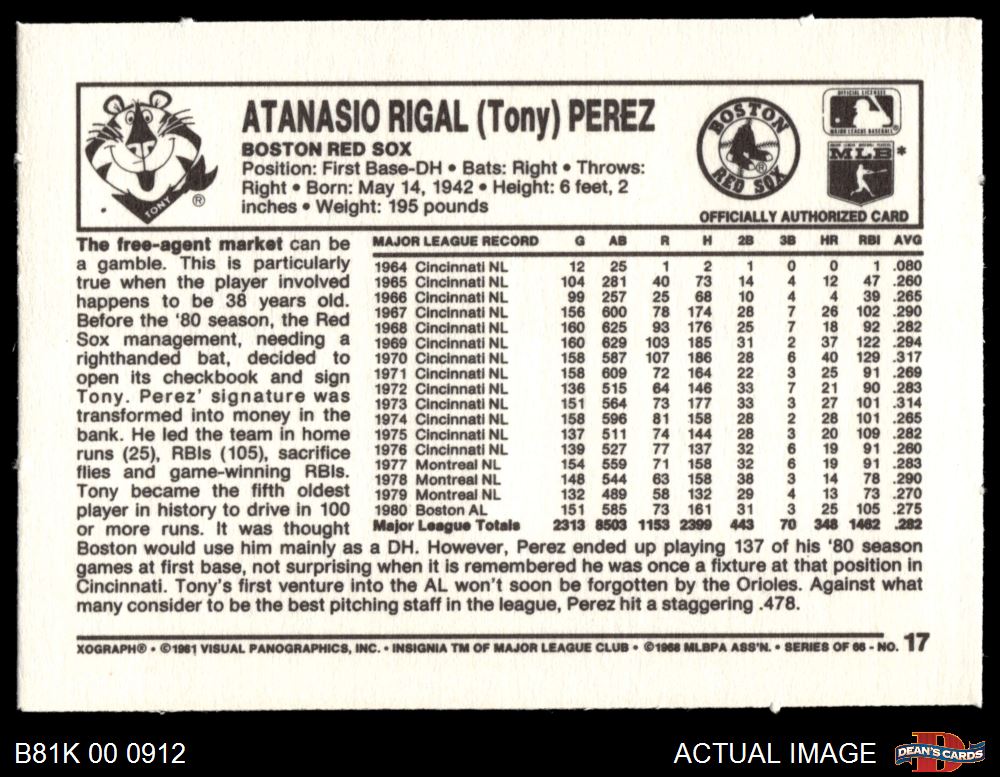 ATANASIO RIGAL (Tony) PEREZ
BOSTON RED SOX
Position: First Base-DH • Bats: Right • Throws:
Right • Born: May 14, 1942 • Height: 6 feet, 2
inches • Weight: 195 pounds
TONY ®
BOSTON
RED SOX ®
OFFICIAL LICENSEE
MAJOR LEAGUE BASEBALL ®
MAJOR LEAGUE BASEBALL PLAYERS
MLB *
OFFICIALLY AUTHORIZED CARD
The free-agent market can be
a gamble. This is particularly
true when the player involved
happens to be 38 years old.
Before the '80 season, the Red
Sox management, needing a
righthanded bat, decided to
open its checkbook and sign
Tony. Perez' signature was
transformed into money in the
bank. He led the team in home
runs (25), RBIs (105), sacrifice
flies and game-winning RBIs.
Tony became the fifth oldest
player in history to drive in 100
or more runs. It was thought
Boston would use him mainly as a DH. However, Perez ended up playing 137 of his '80 season
games at first base, not surprising when it is remembered he was once a fixture at that position in
Cincinnati. Tony's first venture into the AL won't soon be forgotten by the Orioles. Against what
many consider to be the best pitching staff in the league, Perez hit a staggering .478.
MAJOR LEAGUE RECORD G AB R H 2B 3B HR RBI AVG
1964 Cincinnati NL 12 25 1 2 1 0 0 1 .080
1965 Cincinnati NL 104 281 40 73 14 4 12 47 .260
1966 Cincinnati NL 99 257 25 68 10 4 4 39 .265
1967 Cincinnati NL 156 600 78 174 28 7 26 102 .290
1968 Cincinnati NL 160 625 93 176 25 7 18 92 .282
1969 Cincinnati NL 160 629 103 185 31 2 37 122 .294
1970 Cincinnati NL 158 587 107 186 28 6 40 129 .317
1971 Cincinnati NL 158 609 72 164 22 3 25 91 .269
1972 Cincinnati NL 136 515 64 146 33 7 21 90 .283
1973 Cincinnati NL 151 564 73 177 33 3 27 101 .314
1974 Cincinnati NL 158 596 81 158 28 2 28 101 .265
1975 Cincinnati NL 137 511 74 144 28 3 20 109 .282
1976 Cincinnati NL 139 527 77 137 32 6 19 91 .260
1977 Montreal NL 154 559 71 158 32 6 19 91 .283
1978 Montreal NL 148 544 63 158 38 3 14 78 .290
1979 Montreal NL 132 489 58 132 29 4 13 73 .270
1980 Boston AL 151 585 73 161 31 3 25 105 .275
Major League Totals 2313 8503 1153 2399 443 70 348 1462 .282
XOGRAPH® • ©1981 VISUAL PANOGRAPHICS, INC. • INSIGNIA TM OF MAJOR LEAGUE CLUB • ©1968 MLBPA ASS'N. • SERIES OF 66 - NO. 17
B81K 00 0912
ACTUAL IMAGE
DEAN'S CARDS